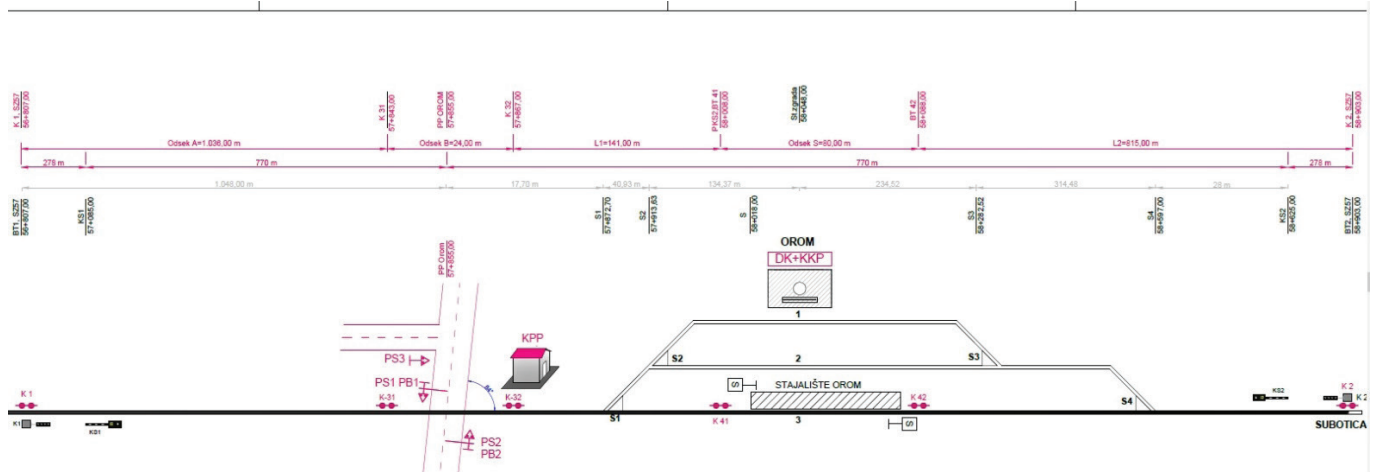 K 1, SZ57
56+807,00
K 31
57+843,00
PP OROM
57+855,00
K 32
57+867,00
PKS2,BT 41
58+008,00
St.zgrada
58+048,00
BT 42
58+088,00
K 2, SZ57
58+903,00
Odsek A=1.036,00 m
Odsek B=24,00 m
L1=141,00 m
Odsek S=80,00 m
L2=815,00 m
278 m
770 m
770 m
278 m
1.048,00 m
17,70 m
40,93 m
134,37 m
234,52
314,48
28 m
BT1, SZ57
56+807,00
KS1
57+085,00
S1
57+872,70
S2
57+913,63
S
58+018,00
S3
58+282,52
S4
58+597,00
KS2
58+625,00
BT2, SZ57
58+903,00
PP Orom
57+855,00
OROM
DK+KKP
1
KPP
PS3
S2
2
S3
PS1 PB1
STAJALIŠTE OROM
S
KS2
K 1
K-31
K-32
K 42
K 2
K 2
S1
K 41
3
S
S4
K1
KS1
SUBOTICA
PS2
PB2